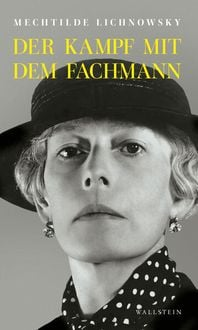 MECHTILDE LICHNOWSKY
DER KAMPF MIT
DEM FACHMANN
WALLSTEIN